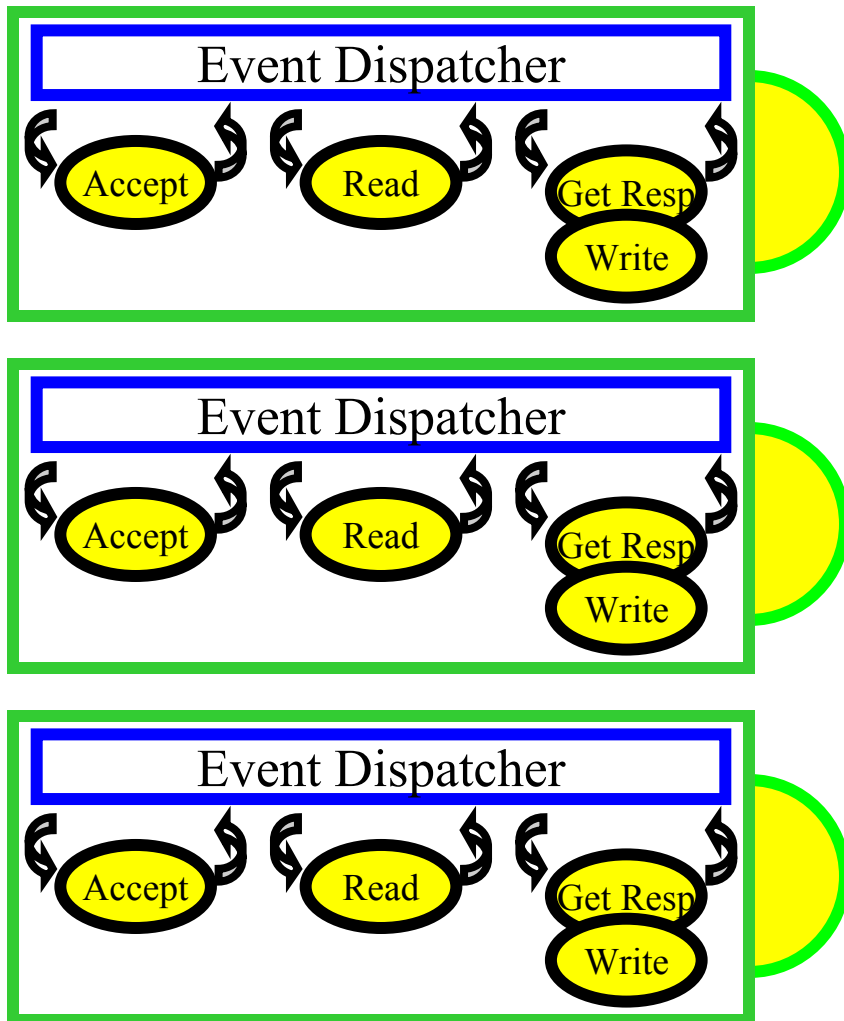 Event Dispatcher
Accept
Read
Get Resp
Write
Event Dispatcher
Accept
Read
Get Resp
Write
Event Dispatcher
Accept
Read
Get Resp
Write